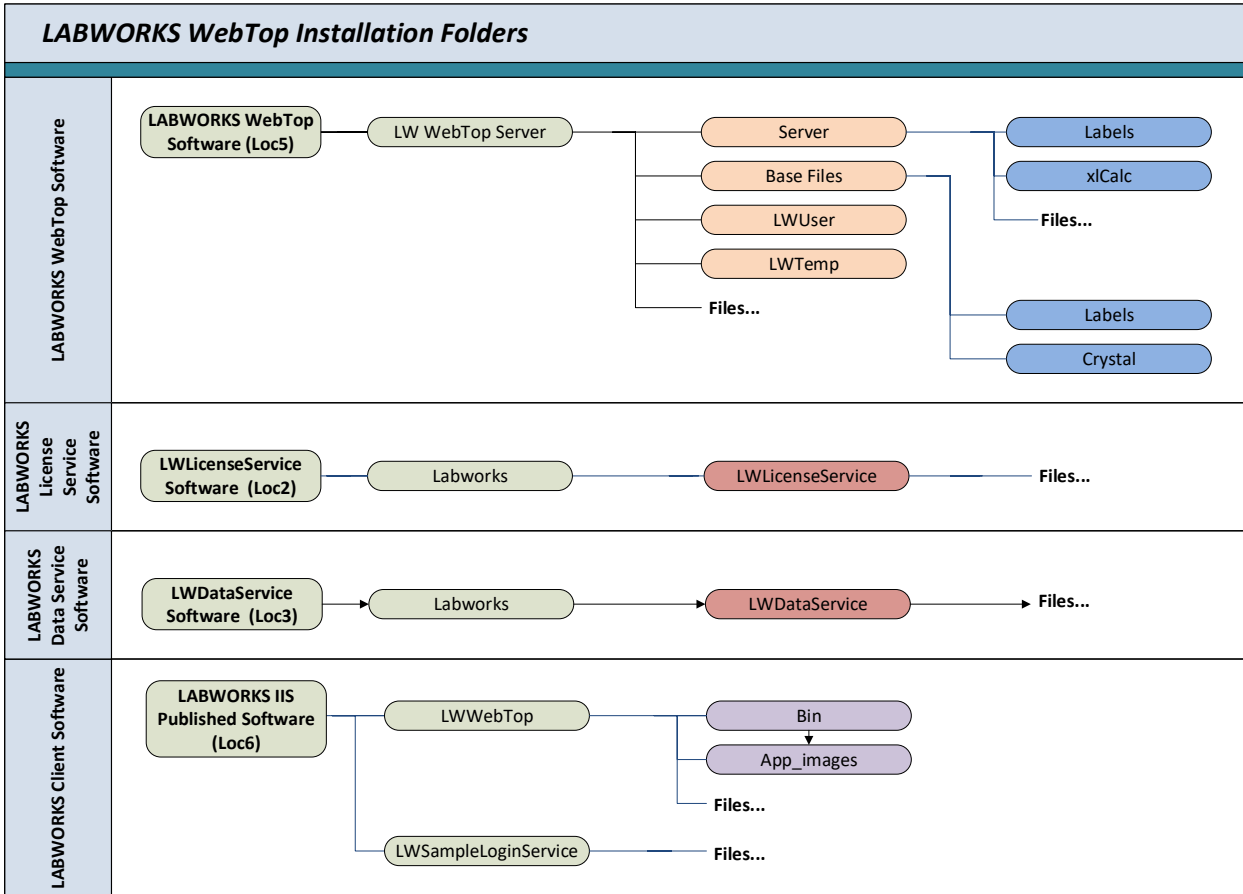 LABWORKS WebTop Installation Folders
LABWORKS WebTop Software
LABWORKS WebTop
Software (Loc5)
LW WebTop Server
Server
Base Files
LWUser
LWTemp
Files...
Labels
xlCalc
Files...
Labels
Crystal
LABWORKS
License
Service
Software
LWLicenseService
Software (Loc2)
Labworks
LWLicenseService
Files...
LABWORKS
Data Service
Software
LWDataService
Software (Loc3)
Labworks
LWDataService
Files...
LABWORKS Client Software
LABWORKS IIS
Published Software
(Loc6)
LWWebTop
Bin
App_images
Files...
LWSampleLoginService
Files...